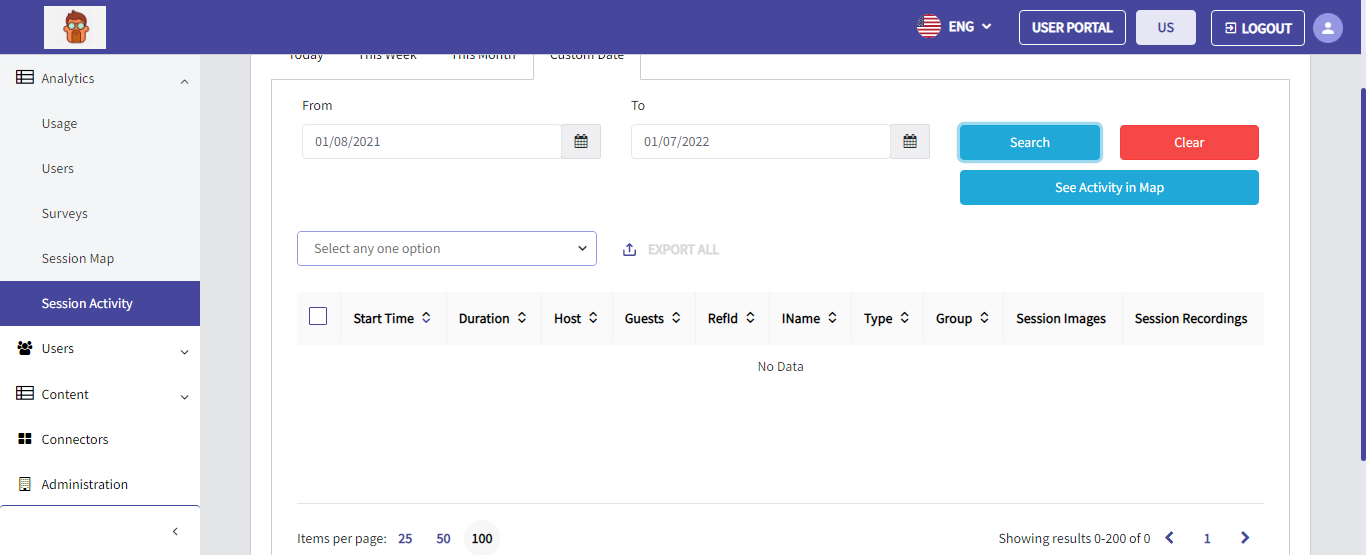 ENG
USER PORTAL
US
LOGOUT
Analytics
Usage
Users
Surveys
Session Map
Session Activity
Users
Content
Connectors
Administration
Today This Week This Month Custom Date
From To
01/08/2021 01/07/2022 Search Clear
See Activity in Map
Select any one option EXPORT ALL
Start Time Duration Host Guests RefId IName Type Group Session Images Session Recordings
No Data
Items per page: 25 50 100 Showing results 0-200 of 0 1